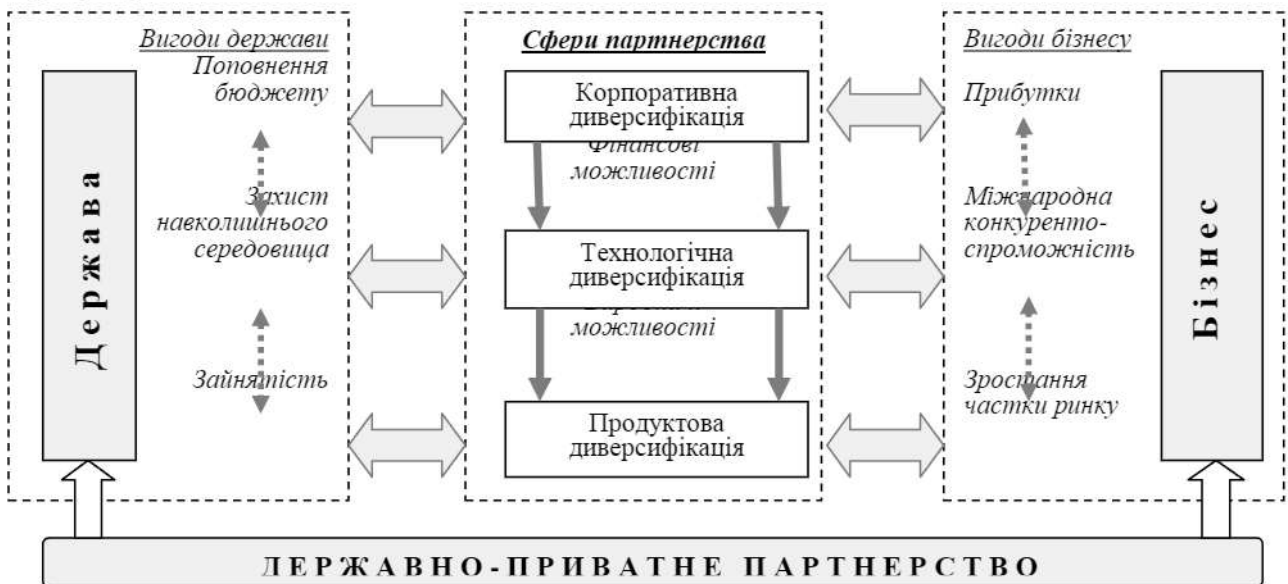 Вигоди держави
Поповнення
бюджету
Захист
навколишнього
середовища
Зайнятість
Держава
Сфери партнерства
Корпоративна
диверсифікація
Фінансові
можливості
Технологічна
диверсифікація
можливості
Продуктова
диверсифікація
Вигоди бізнесу
Прибутки
Міжнародна
конкуренто-
спроможність
Зростання
частки ринку
Бізнес
ДЕРЖАВНО-ПРИВАТНЕ ПАРТНЕРСТВО